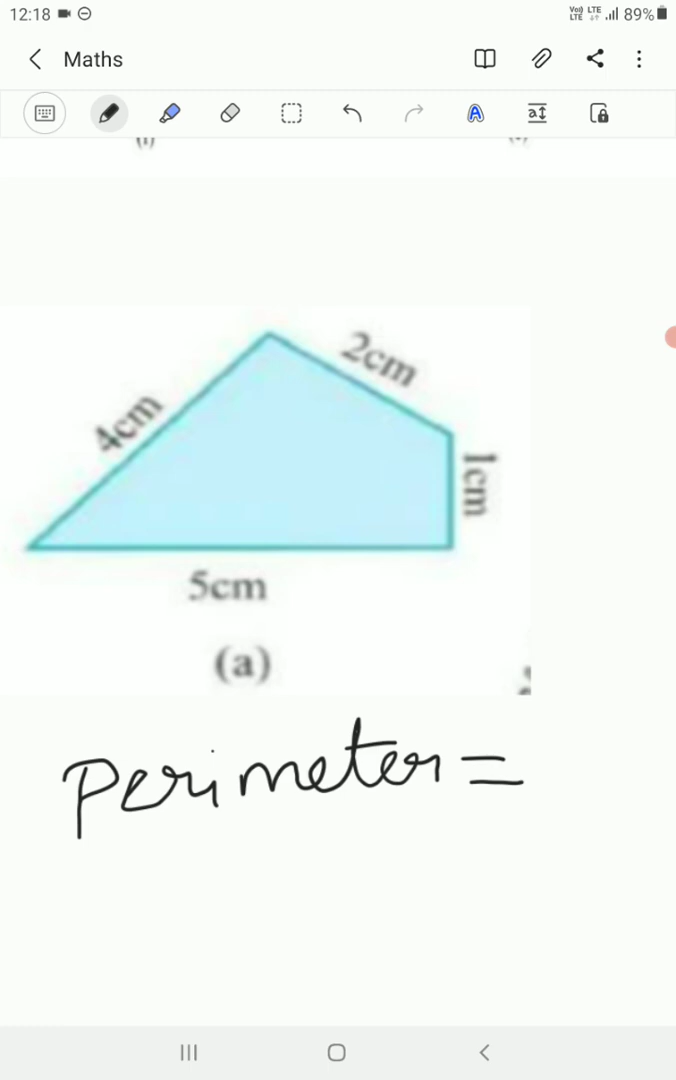 12:18 89%
Maths
4cm
2cm
1cm
5cm
(a)
Perimeter =